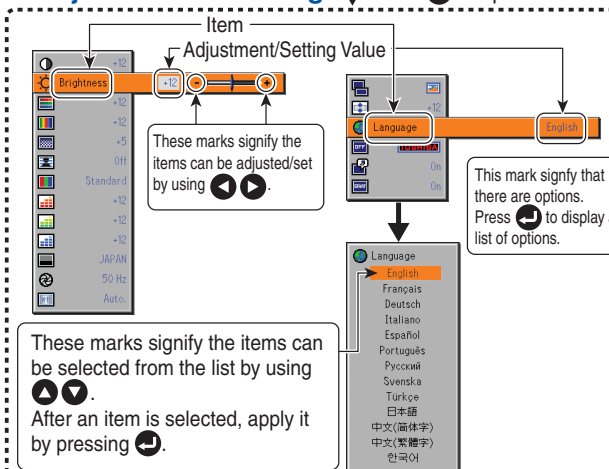 Item
Adjustment/Setting Value
+12
Brightness
+12
+12
+12
+5
Off
Standard
+12
+12
+12
JAPAN
50 Hz
Auto.
These marks signify the
items can be adjusted/set
by using
.
+12
Language
English
OFF
TOSHIBA
On
On
This mark signfy that
there are options.
Press
to display a
list of options.
Language
English
Français
Deutsch
Italiano
Español
Português
Русский
Svenska
Türkçe
日本語
中文(简体字)
中文(繁體字)
한국어
These marks signify the items can
be selected from the list by using
.
After an item is selected, apply it
by pressing
.